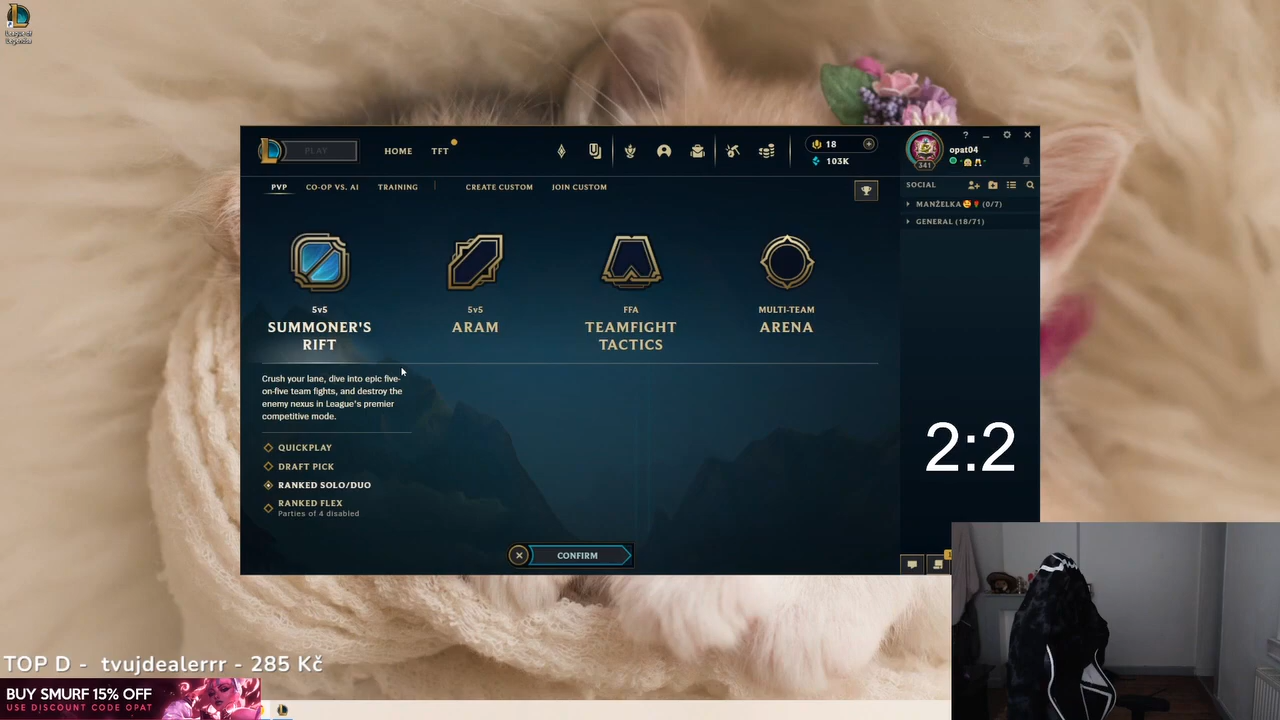 League of
Legends
PLAY
HOME
TFT
18
103K
341
opat04
PVP
CO-OP VS. AI
TRAINING
CREATE CUSTOM
JOIN CUSTOM
SOCIAL
MANŽELKA (0/7)
GENERAL (18/71)
5v5
SUMMONER'S
RIFT
5v5
ARAM
FFA
TEAMFIGHT
TACTICS
MULTI-TEAM
ARENA
Crush your lane, dive into epic five-
on-five team fights, and destroy the
enemy nexus in League's premier
competitive mode.
QUICKPLAY
DRAFT PICK
RANKED SOLO/DUO
RANKED FLEX
Parties of 4 disabled
CONFIRM
2:2
TOP D - tvujdealerrr - 285 Kč
BUY SMURF 15% OFF
USE DISCOUNT CODE OPAT